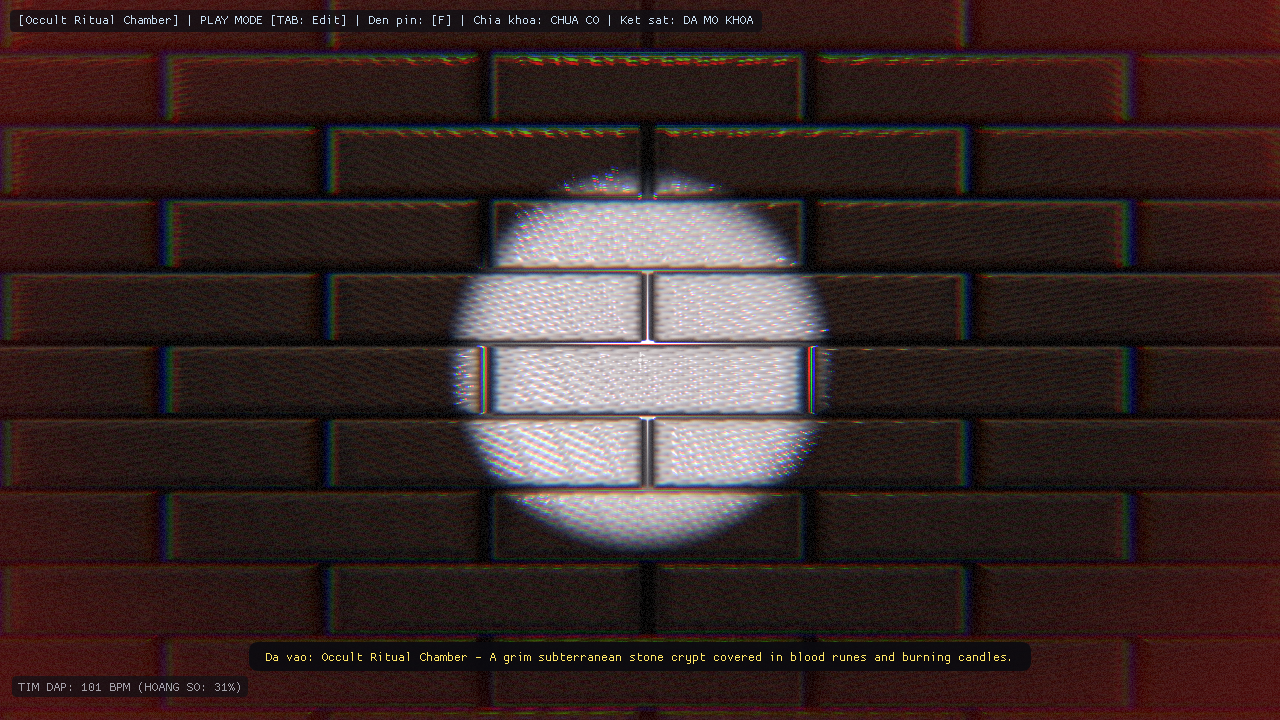 [Occult Ritual Chamber] | PLAY MODE [TAB: Edit] | Den pin: [F] | Chia khoa: CHUA CO | Ket sat: DA MO KHOA
Da vao: Occult Ritual Chamber - A grim subterranean stone crypt covered in blood runes and burning candles.
TIM DAP: 101 BPM (HOANG SO: 31%)